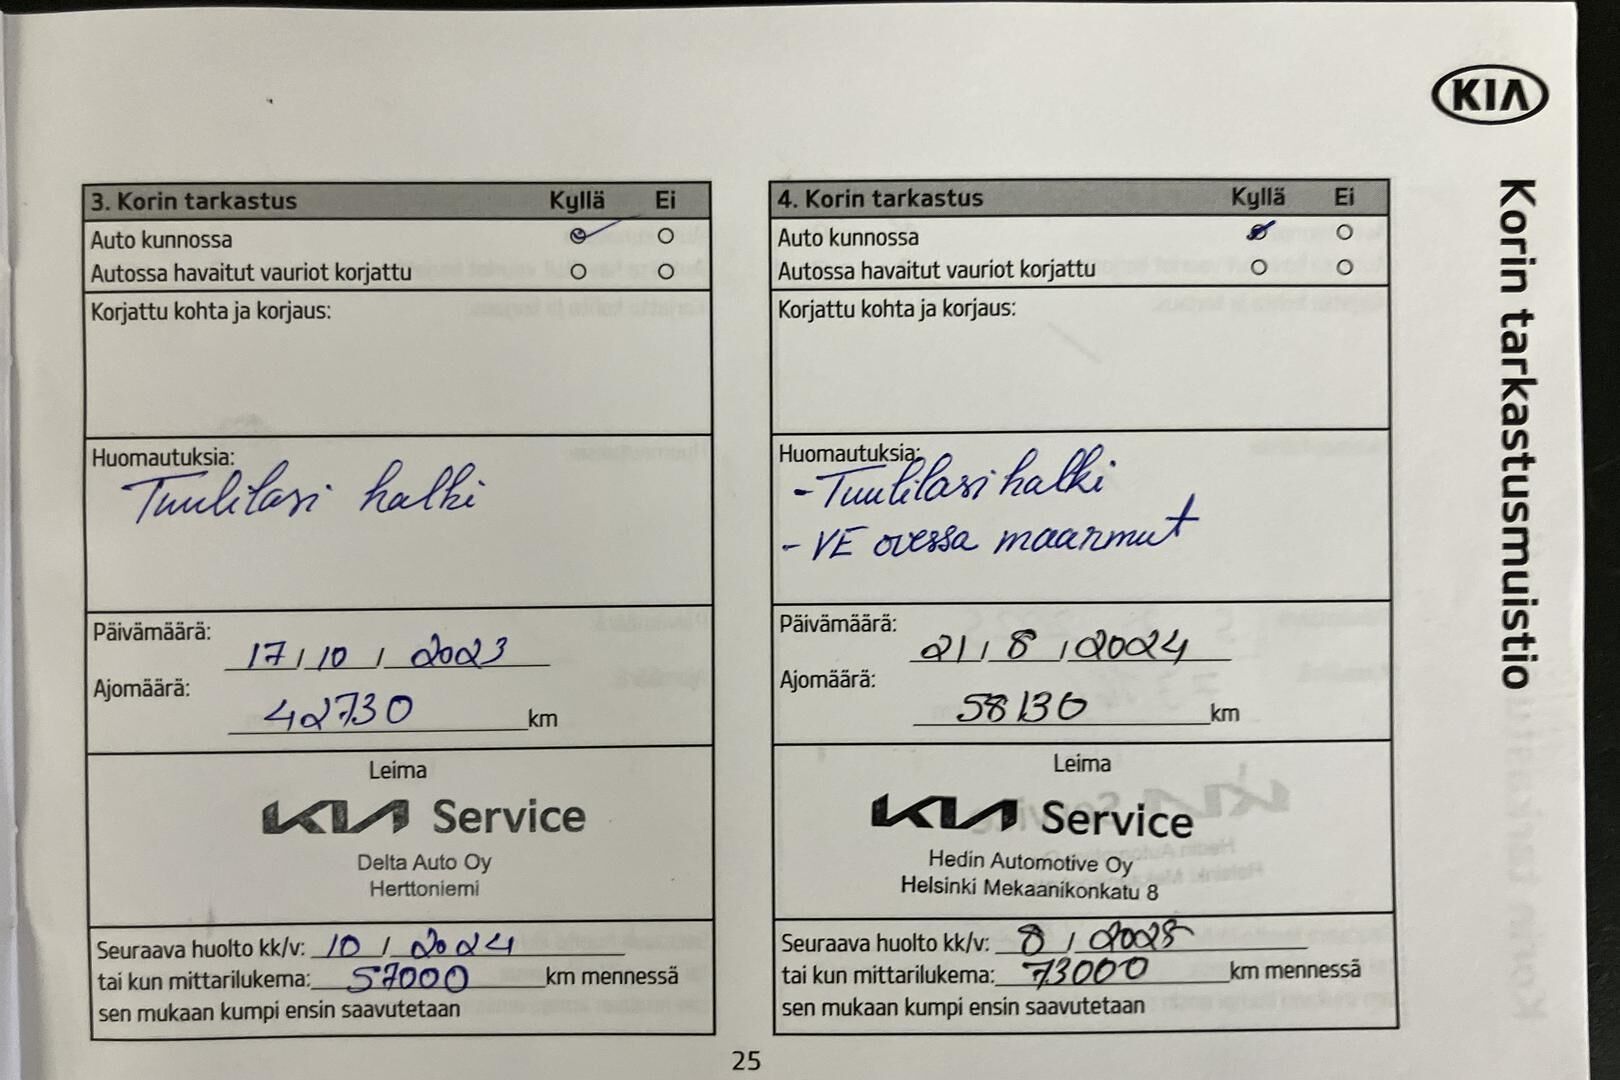 KIA
Korin tarkastusmuistio
3. Korin tarkastus Kyllä Ei
Auto kunnossa
Autossa havaitut vauriot korjattu
Korjattu kohta ja korjaus:
Huomautuksia:
Tuulilasi halki
Päivämäärä:
17 / 10 / 2023
Ajomäärä:
42730 km
Leima
KIA Service
Delta Auto Oy
Herttoniemi
Seuraava huolto kk/v: 10 / 2024
tai kun mittarilukema: 57000 km mennessä
sen mukaan kumpi ensin saavutetaan
4. Korin tarkastus Kyllä Ei
Auto kunnossa
Autossa havaitut vauriot korjattu
Korjattu kohta ja korjaus:
Huomautuksia:
- Tuulilasi halki
- VE ovessa
Päivämäärä:
21 / 8 / 2024
Ajomäärä:
58130 km
Leima
KIA Service
Hedin Automotive Oy
Helsinki Mekaanikonkatu 8
Seuraava huolto kk/v: 8 / 2025
tai kun mittarilukema: 73000 km mennessä
sen mukaan kumpi ensin saavutetaan
25